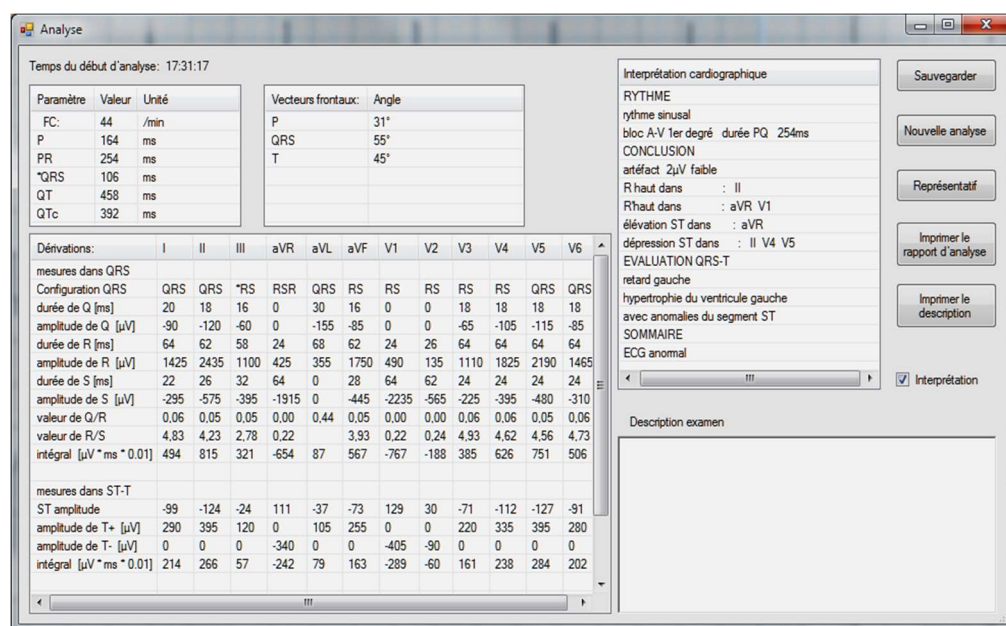 Analyse
Temps du début d'analyse: 17:31:17
Paramètre Valeur Unité
FC: 44 /min
P 164 ms
PR 254 ms
*QRS 106 ms
QT 458 ms
QTc 392 ms
Vecteurs frontaux: Angle
P 31°
QRS 55°
T 45°
Dérivations: I II III aVR aVL aVF V1 V2 V3 V4 V5 V6
mesures dans QRS
Configuration QRS QRS QRS *RS RSR QRS RS RS RS RS RS QRS QRS
durée de Q [ms] 20 18 16 0 30 16 0 0 18 18 18 18
amplitude de Q [µV] -90 -120 -60 0 -155 -85 0 0 -65 -105 -115 -85
durée de R [ms] 64 62 58 24 68 62 24 26 64 64 64 64
amplitude de R [µV] 1425 2435 1100 425 355 1750 490 135 1110 1825 2190 1465
durée de S [ms] 22 26 32 64 0 28 64 62 24 24 24 24
amplitude de S [µV] -295 -575 -395 -1915 0 -445 -2235 -565 -225 -395 -480 -310
valeur de Q/R 0,06 0,05 0,05 0,00 0,44 0,05 0,00 0,00 0,06 0,06 0,05 0,06
valeur de R/S 4,83 4,23 2,78 0,22 3,93 0,22 0,24 4,93 4,62 4,56 4,73
intégral [µV * ms * 0.01] 494 815 321 -654 87 567 -767 -188 385 626 751 506
mesures dans ST-T
ST amplitude -99 -124 -24 111 -37 -73 129 30 -71 -112 -127 -91
amplitude de T+ [µV] 290 395 120 0 105 255 0 0 220 335 395 280
amplitude de T- [µV] 0 0 0 -340 0 0 -405 -90 0 0 0 0
intégral [µV * ms * 0.01] 214 266 57 -242 79 163 -289 -60 161 238 284 202
Interprétation cardiographique
RYTHME
rythme sinusal
bloc A-V 1er degré durée PQ 254ms
CONCLUSION
artéfact 2µV faible
R haut dans : II
R'haut dans : aVR V1
élévation ST dans : aVR
dépression ST dans : II V4 V5
EVALUATION QRS-T
retard gauche
hypertrophie du ventricule gauche
avec anomalies du segment ST
SOMMAIRE
ECG anormal
Description examen
Sauvegarder
Nouvelle analyse
Représentatif
Imprimer le
rapport d'analyse
Imprimer le
description
Interprétation